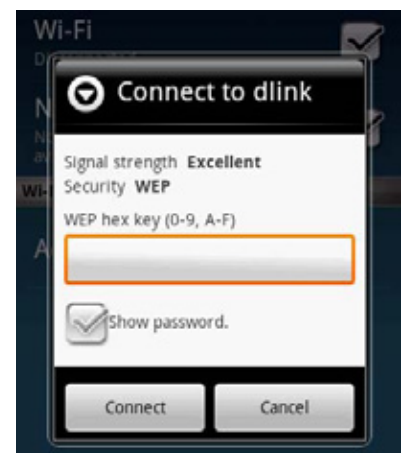 Wi-Fi
Connect to dlink
Signal strength Excellent
Security WEP
WEP hex key (0-9, A-F)
Show password.
Connect
Cancel